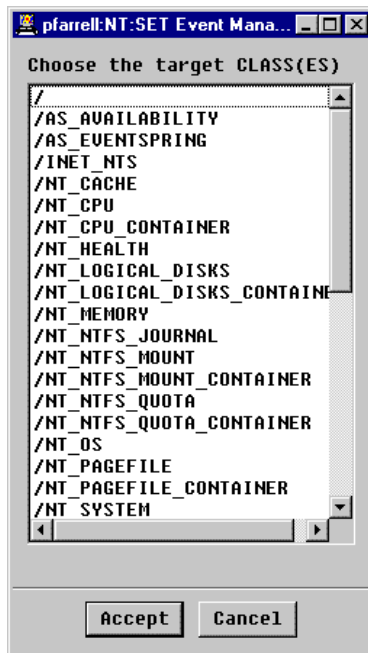 pfarrell:NT:SET Event Mana...
Choose the target CLASS(ES)
/
/AS_AVAILABILITY
/AS_EVENTSPRING
/INET_NTS
/NT_CACHE
/NT_CPU
/NT_CPU_CONTAINER
/NT_HEALTH
/NT_LOGICAL_DISKS
/NT_LOGICAL_DISKS_CONTAINE
/NT_MEMORY
/NT_NTFS_JOURNAL
/NT_NTFS_MOUNT
/NT_NTFS_MOUNT_CONTAINER
/NT_NTFS_QUOTA
/NT_NTFS_QUOTA_CONTAINER
/NT_OS
/NT_PAGEFILE
/NT_PAGEFILE_CONTAINER
/NT_SYSTEM
Accept Cancel